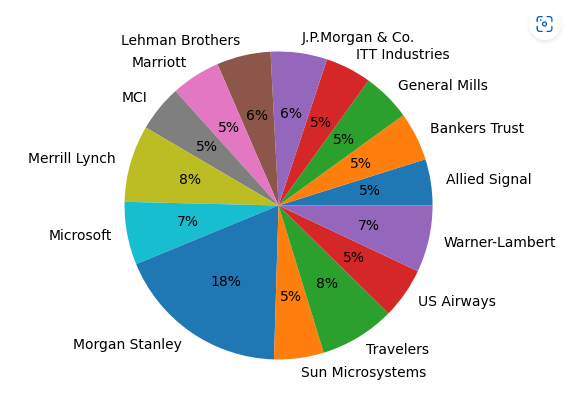 Lehman Brothers
J.P.Morgan & Co.
ITT Industries
Marriott
General Mills
MCI
Bankers Trust
Merrill Lynch
Allied Signal
Microsoft
Warner-Lambert
US Airways
Morgan Stanley
Travelers
Sun Microsystems
6%
6%
5%
5%
5%
5%
5%
8%
5%
7%
7%
5%
18%
8%
5%